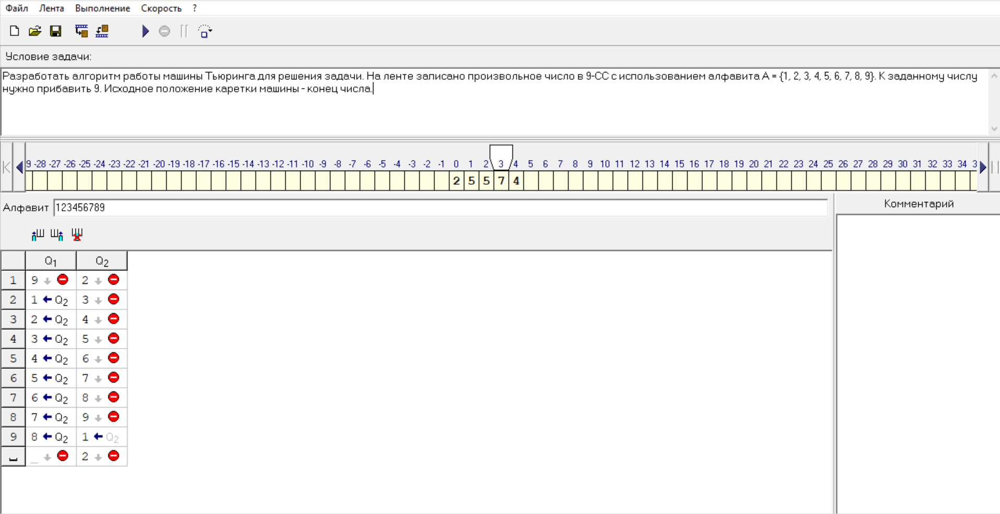 Файл Лента Выполнение Скорость ?
Условие задачи:
Разработать алгоритм работы машины Тьюринга для решения задачи. На ленте записано произвольное число в 9-СС с использованием алфавита A = {1, 2, 3, 4, 5, 6, 7, 8, 9}. К заданному числу
нужно прибавить 9. Исходное положение каретки машины - конец числа.
9 -28 -27 -26 -25 -24 -23 -22 -21 -20 -19 -18 -17 -16 -15 -14 -13 -12 -11 -10 -9 -8 -7 -6 -5 -4 -3 -2 -1 0 1 2 3 4 5 6 7 8 9 10 11 12 13 14 15 16 17 18 19 20 21 22 23 24 25 26 27 28 29 30 31 32 33 34 3
2 5 5 7 4
Алфавит 123456789
Комментарий
Q1 Q2
1 9 2
2 1 Q2 3
3 2 Q2 4
4 3 Q2 5
5 4 Q2 6
6 5 Q2 7
7 6 Q2 8
8 7 Q2 9
9 8 Q2 1 Q2
_ 2